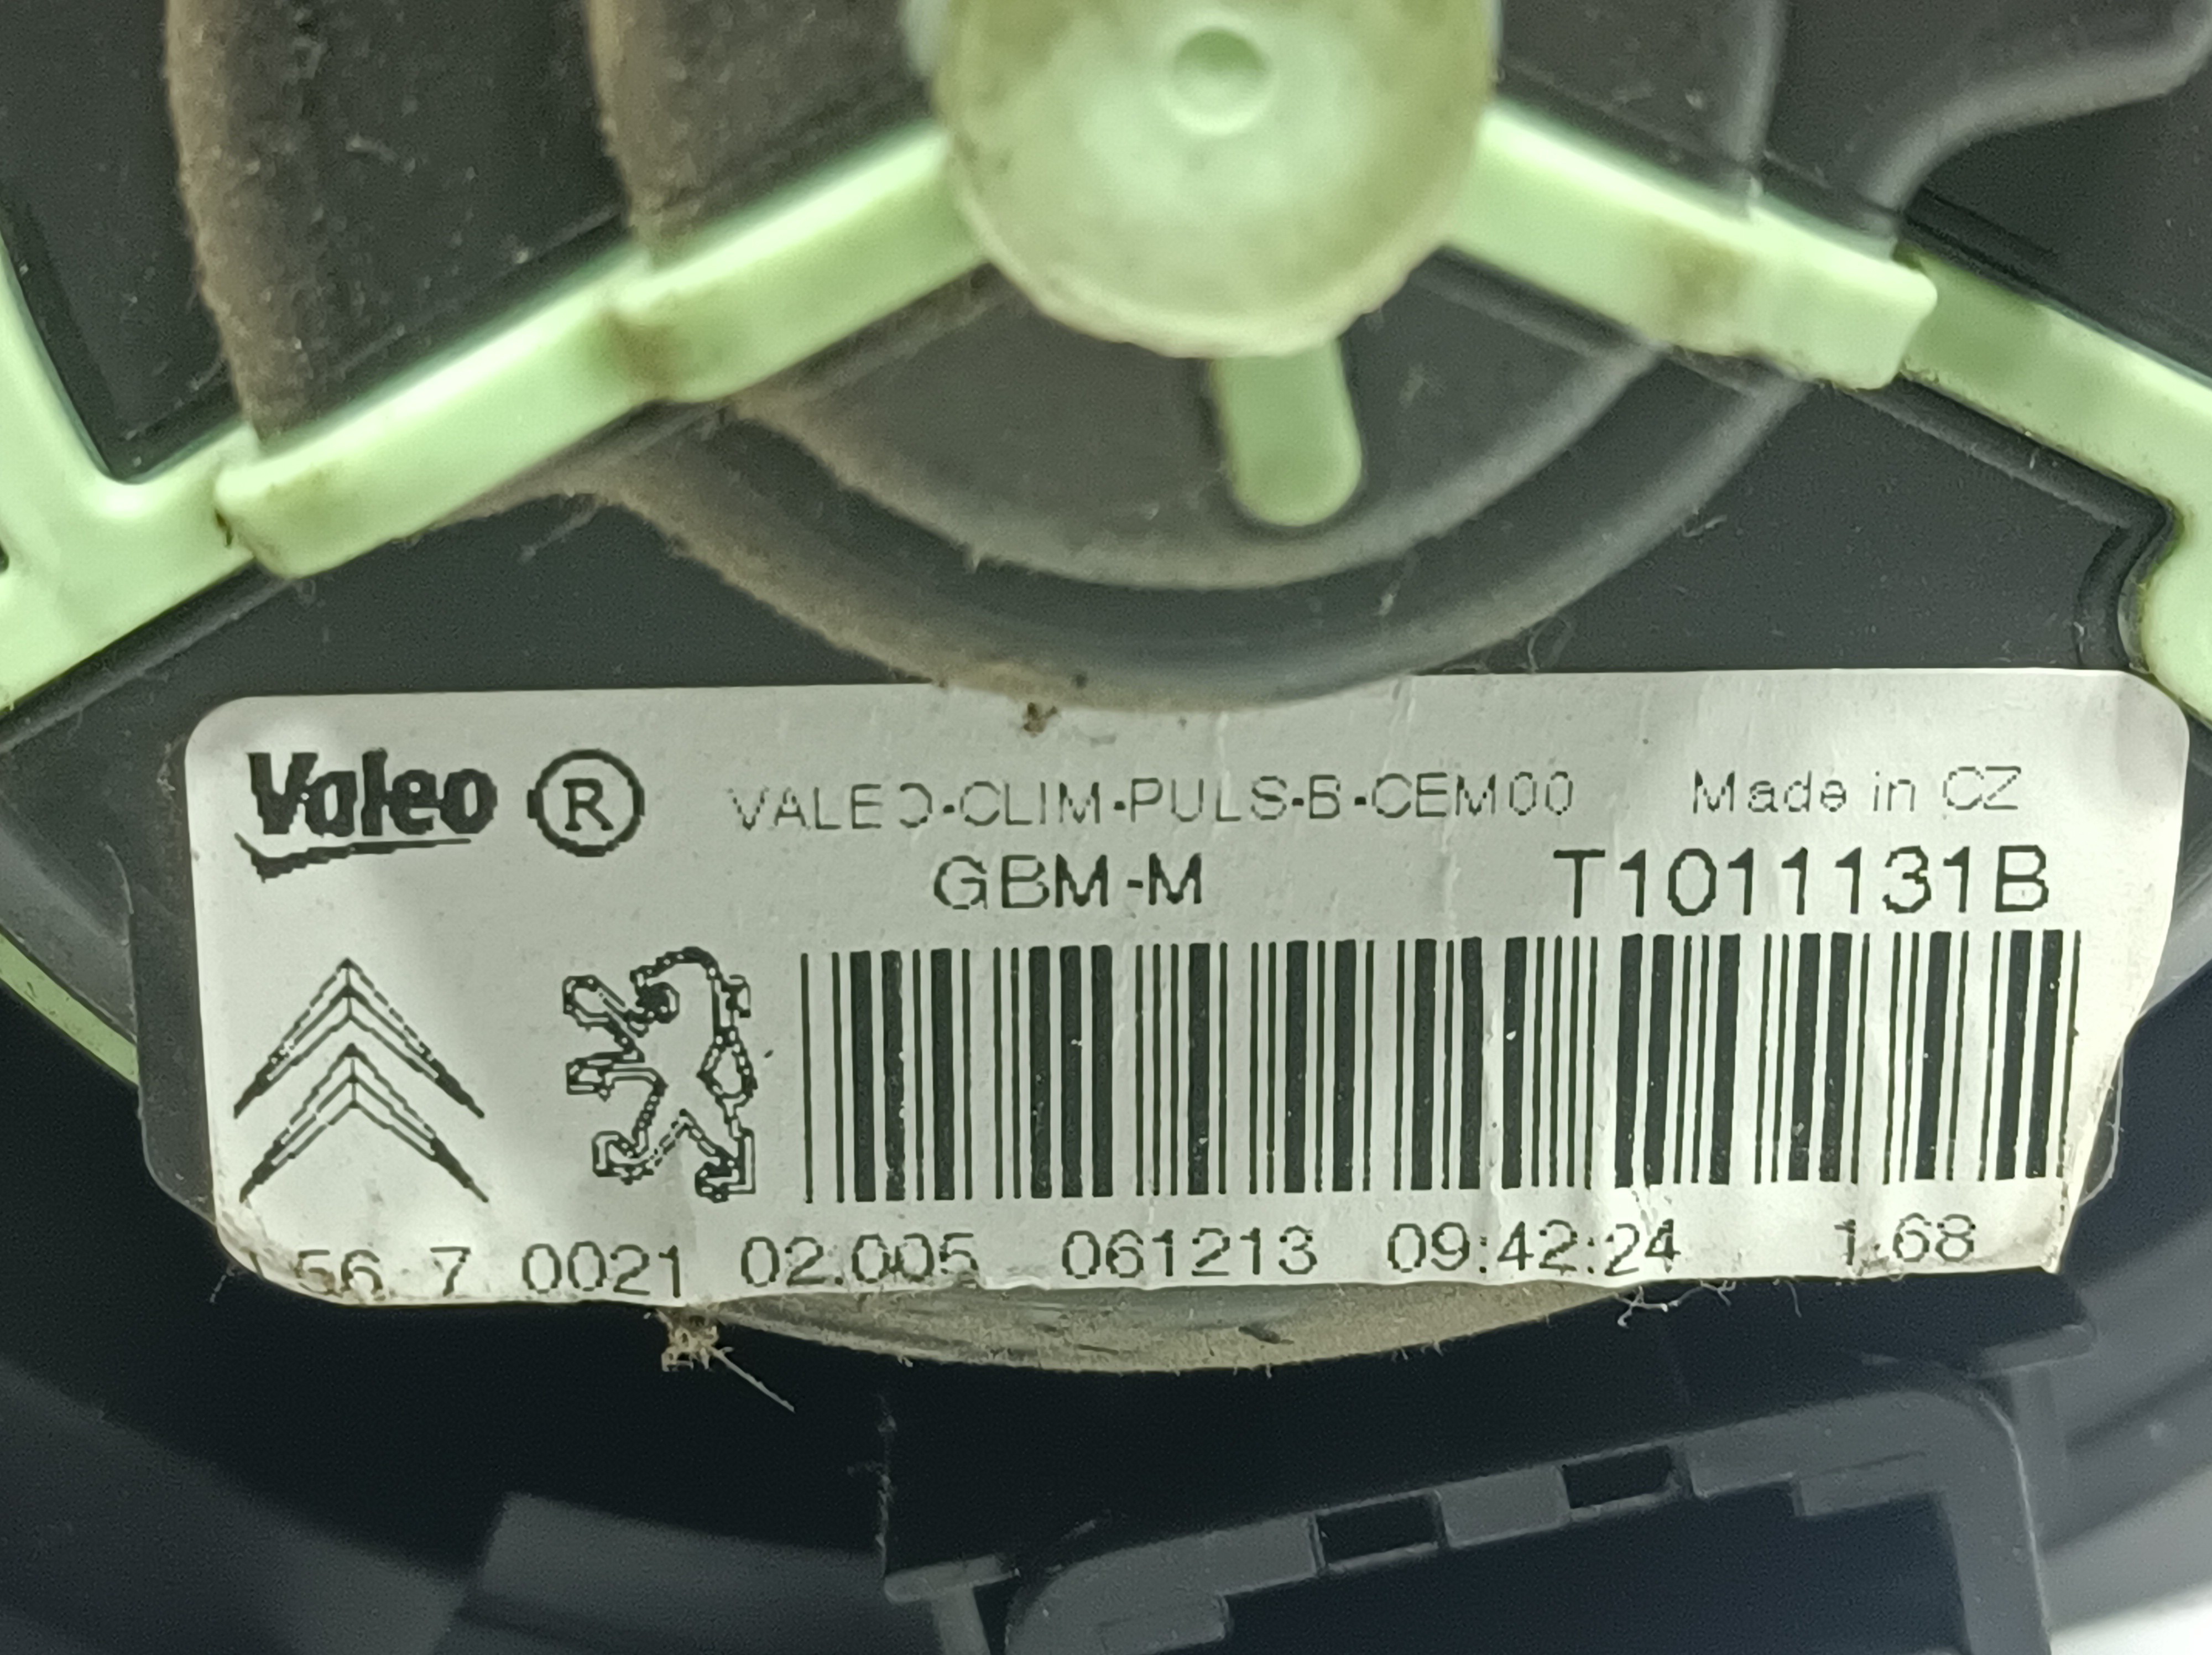 Valeo ® VALEO-CLIM-PULS-B-CEM00 Made in CZ
GBM-M T1011131B
56 7 0021 02.005 061213 09:42:24 1.68